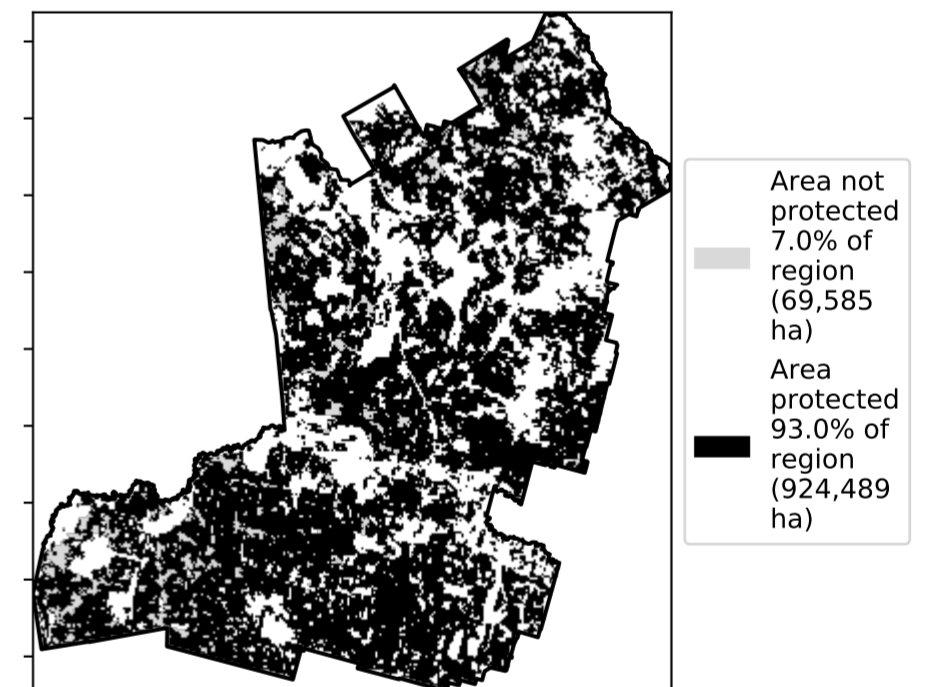 Area not
protected
7.0% of
region
(69,585
ha)
Area
protected
93.0% of
region
(924,489
ha)